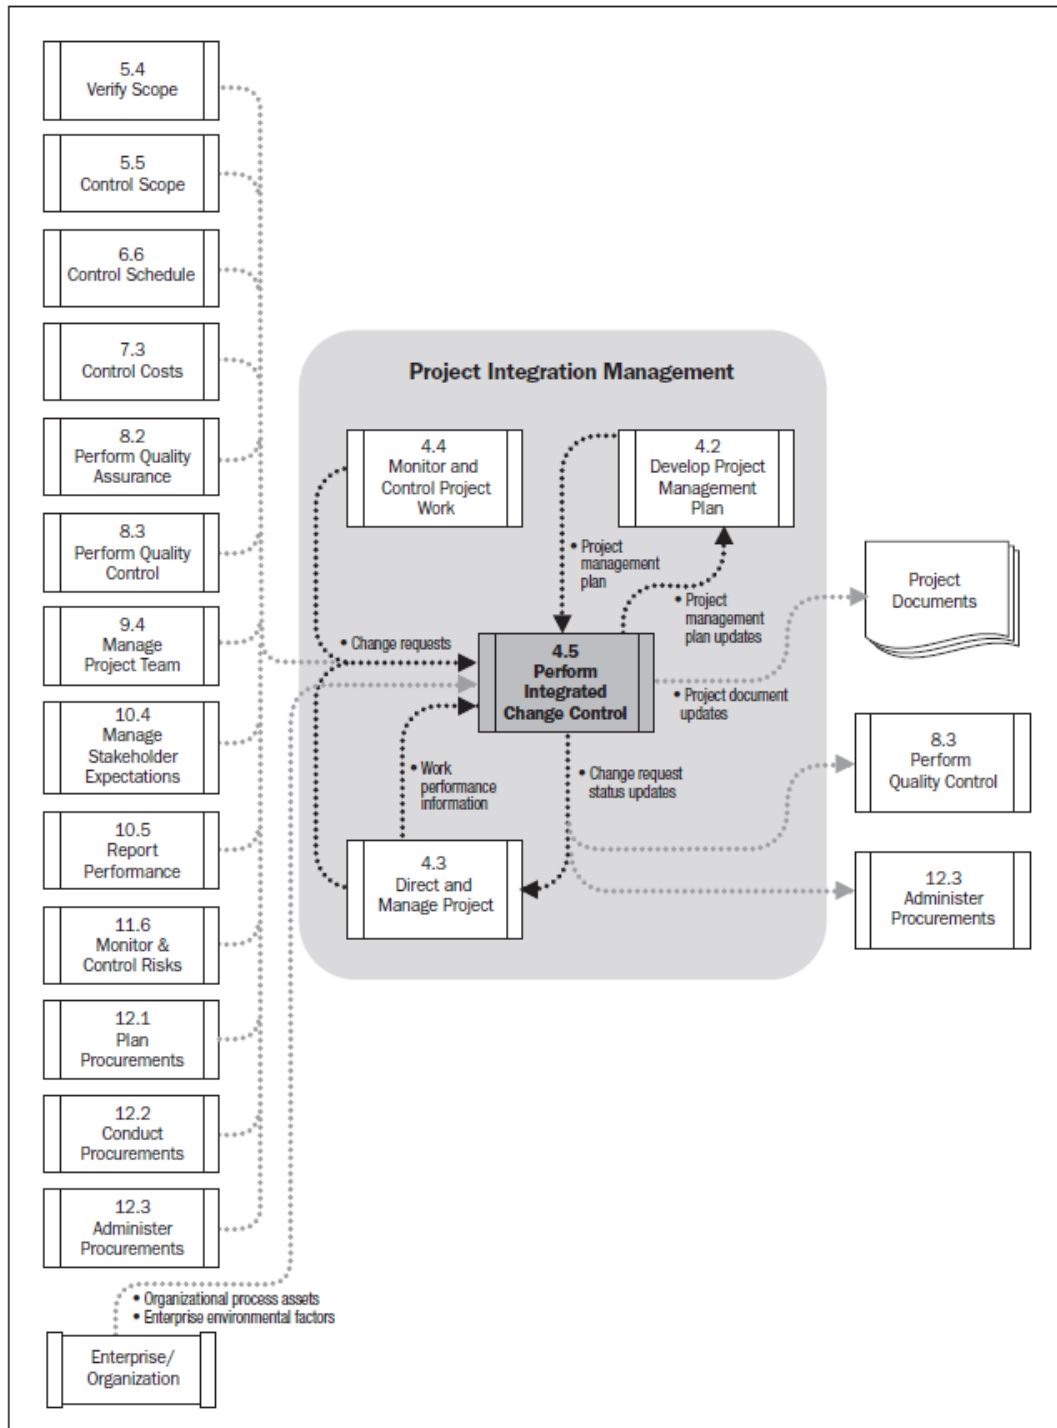 5.4
Verify Scope
5.5
Control Scope
6.6
Control Schedule
7.3
Control Costs
8.2
Perform Quality
Assurance
8.3
Perform Quality
Control
9.4
Manage
Project Team
10.4
Manage
Stakeholder
Expectations
10.5
Report
Performance
11.6
Monitor &
Control Risks
12.1
Plan
Procurements
12.2
Conduct
Procurements
12.3
Administer
Procurements
• Organizational process assets
• Enterprise environmental factors
Enterprise/
Organization
Project Integration Management
4.4
Monitor and
Control Project
Work
4.2
Develop Project
Management
Plan
• Project
management
plan
• Project
management
plan updates
• Change requests
4.5
Perform
Integrated
Change Control
• Project document
updates
• Work
performance
information
• Change request
status updates
4.3
Direct and
Manage Project
Project
Documents
8.3
Perform
Quality Control
12.3
Administer
Procurements